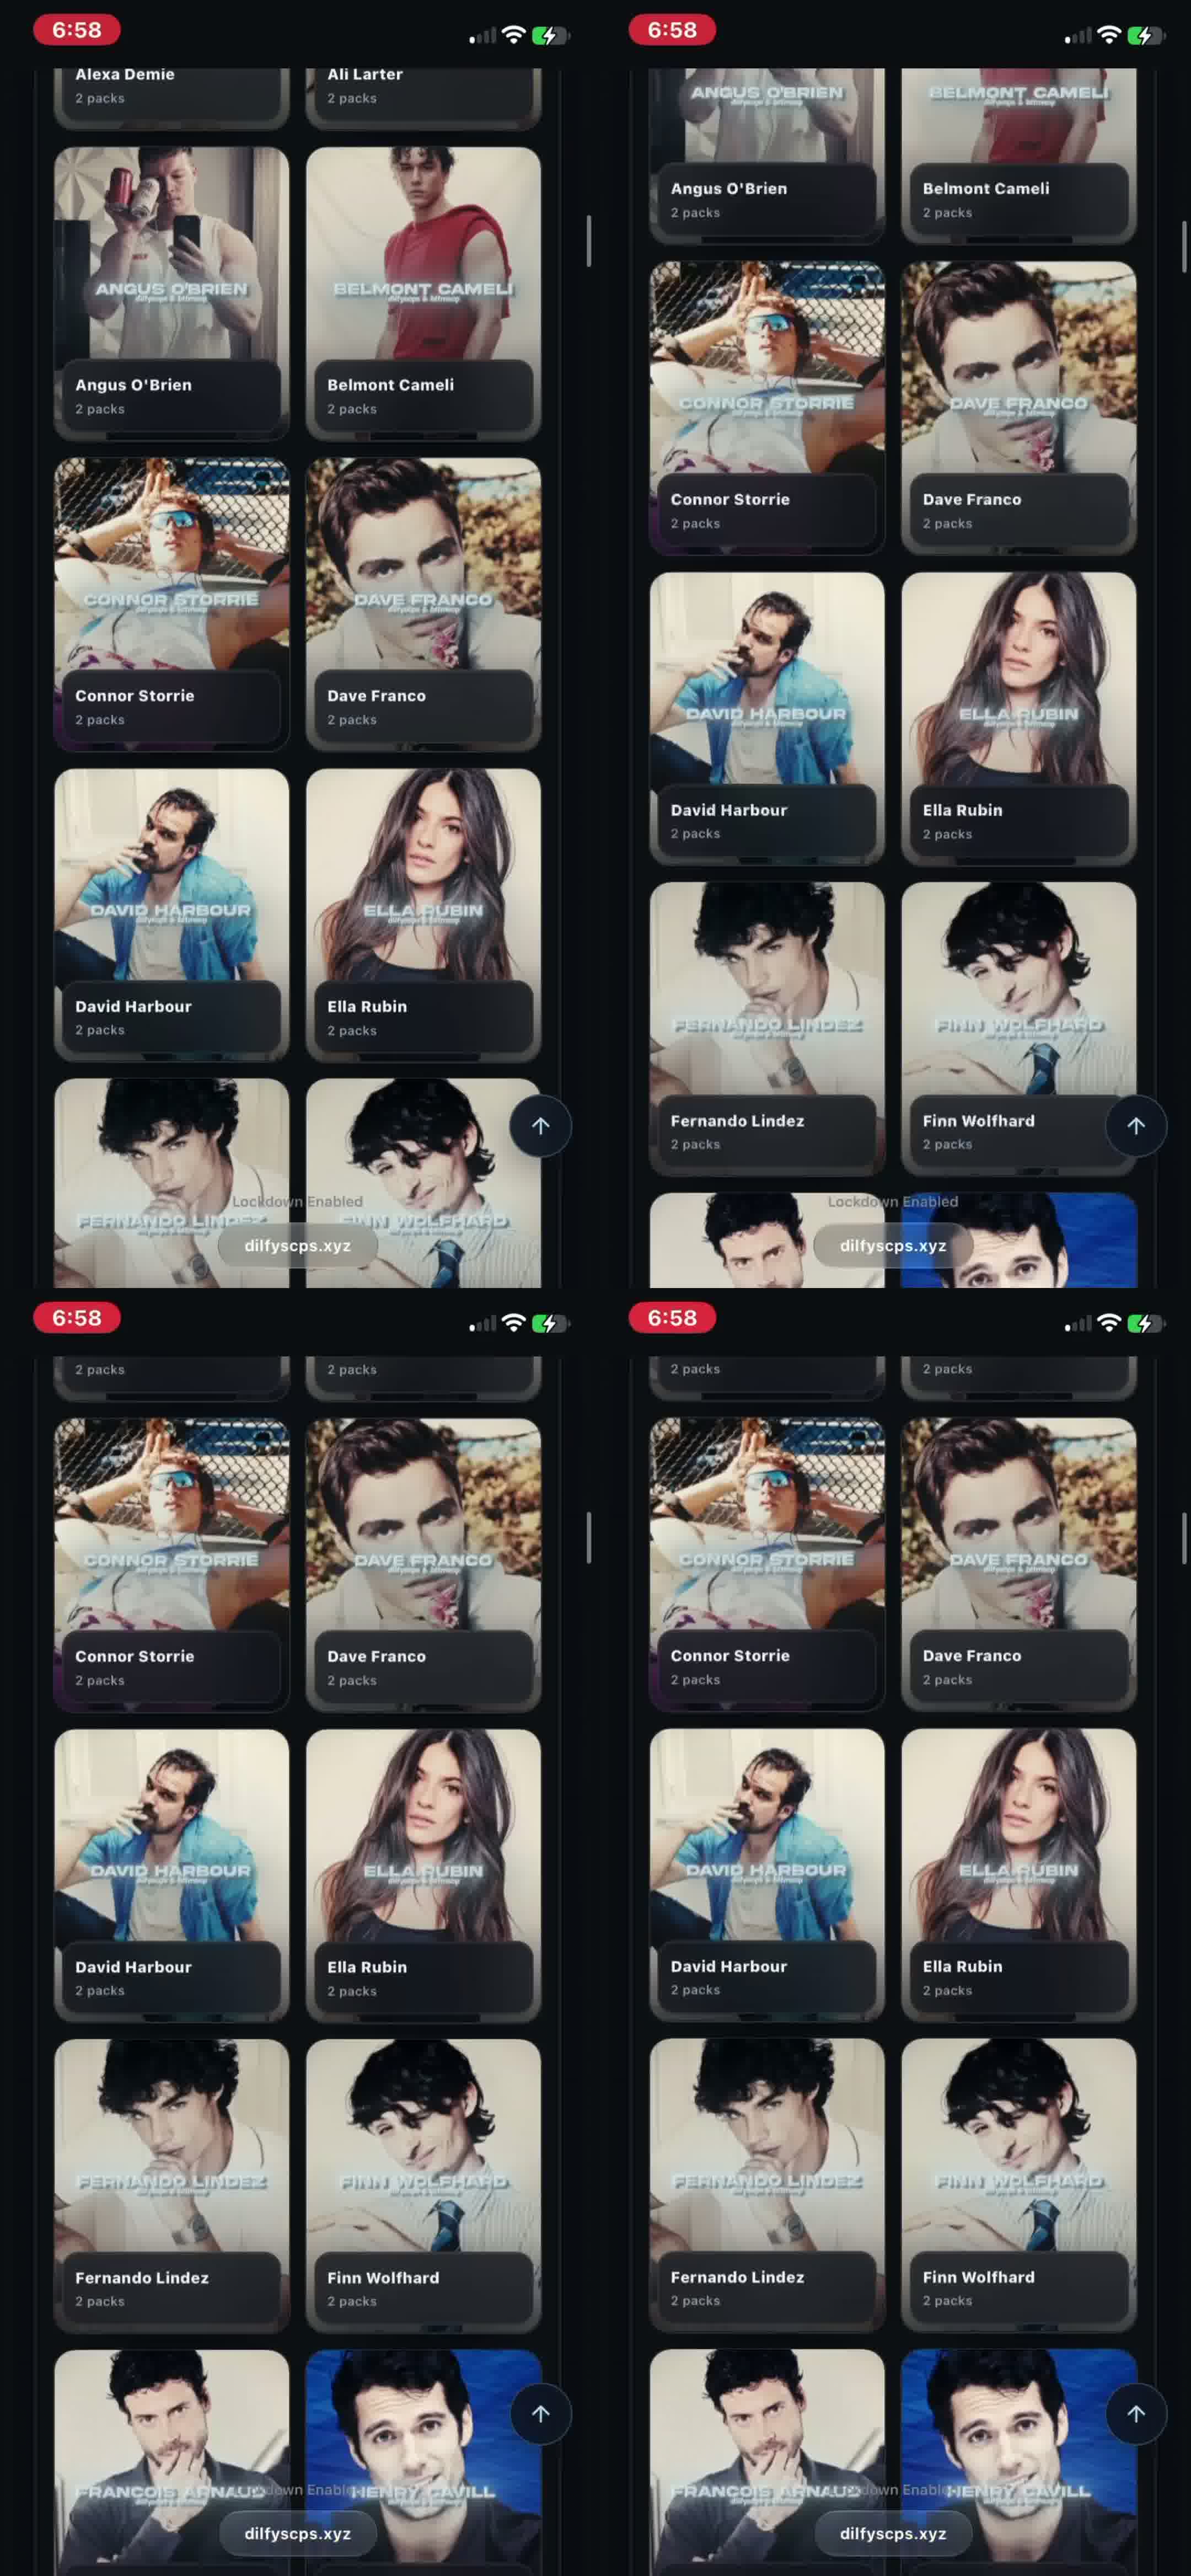 6:58
Alexa Demie
Ali Larter
2 packs
2 packs
ANGUS O'BRIEN
BELMONT CAMELI
Angus O'Brien
Belmont Cameli
2 packs
2 packs
CONNOR STORRIE
DAVE FRANCO
Connor Storrie
Dave Franco
2 packs
2 packs
DAVID HARBOUR
ELLA RUBIN
David Harbour
Ella Rubin
2 packs
2 packs
Lockdown Enabled
FERNANDO LINDEZ
FINN WOLFHARD
dilfyscps.xyz
6:58
ANGUS O'BRIEN
BELMONT CAMELI
Angus O'Brien
Belmont Cameli
2 packs
2 packs
CONNOR STORRIE
DAVE FRANCO
Connor Storrie
Dave Franco
2 packs
2 packs
DAVID HARBOUR
ELLA RUBIN
David Harbour
Ella Rubin
2 packs
2 packs
FERNANDO LINDEZ
FINN WOLFHARD
Fernando Lindez
Finn Wolfhard
2 packs
2 packs
Lockdown Enabled
dilfyscps.xyz
6:58
2 packs
2 packs
CONNOR STORRIE
DAVE FRANCO
Connor Storrie
Dave Franco
2 packs
2 packs
DAVID HARBOUR
ELLA RUBIN
David Harbour
Ella Rubin
2 packs
2 packs
FERNANDO LINDEZ
FINN WOLFHARD
Fernando Lindez
Finn Wolfhard
2 packs
2 packs
FRANCOIS ARNAUD
HENRY CAVILL
dilfyscps.xyz
6:58
2 packs
2 packs
CONNOR STORRIE
DAVE FRANCO
Connor Storrie
Dave Franco
2 packs
2 packs
DAVID HARBOUR
ELLA RUBIN
David Harbour
Ella Rubin
2 packs
2 packs
FERNANDO LINDEZ
FINN WOLFHARD
Fernando Lindez
Finn Wolfhard
2 packs
2 packs
FRANCOIS ARNAUD
HENRY CAVILL
dilfyscps.xyz